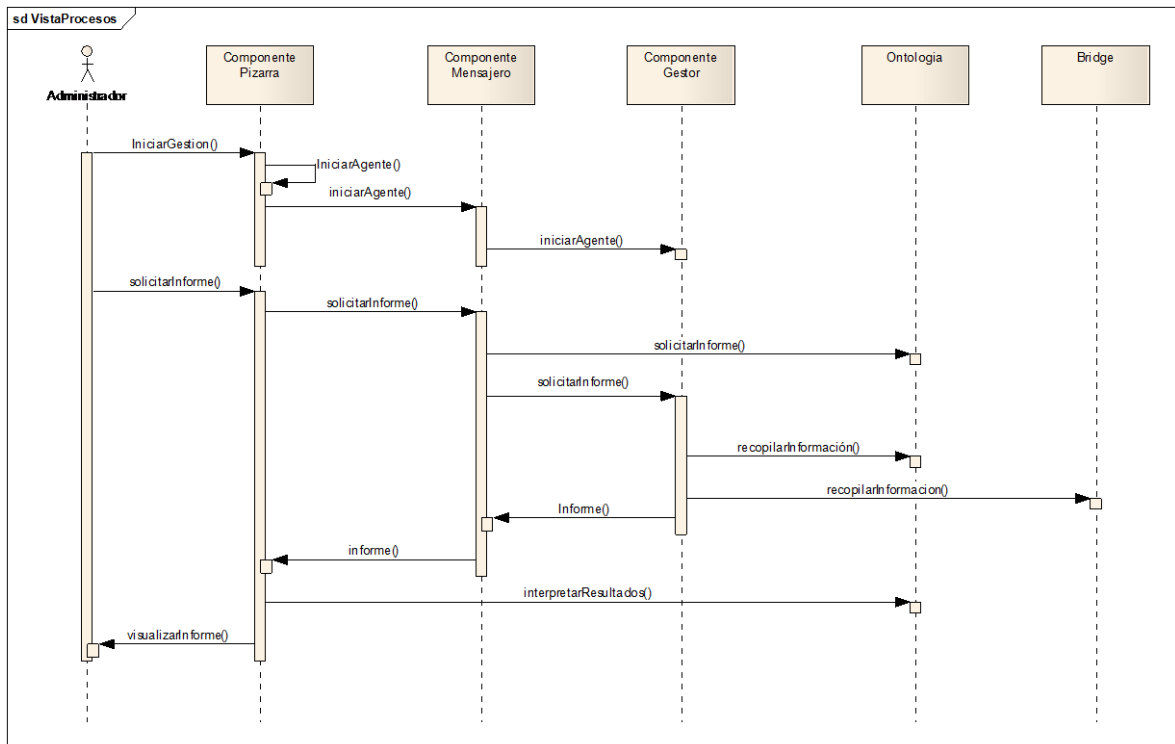 sd VistaProcesos
Administrador
Componente
Pizarra
Componente
Mensajero
Componente
Gestor
Ontologia
Bridge
IniciarGestion()
IniciarAgente()
iniciarAgente()
iniciarAgente()
solicitarInforme()
solicitarInforme()
solicitarInforme()
solicitarInforme()
recopilarInformación()
recopilarInformacion()
Informe()
informe()
interpretarResultados()
visualizarInforme()